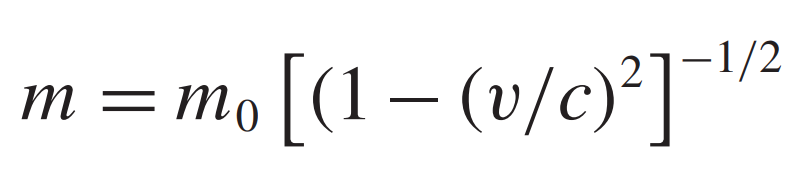 m = m₀ [(1 − (v/c)²]^{−1/2}